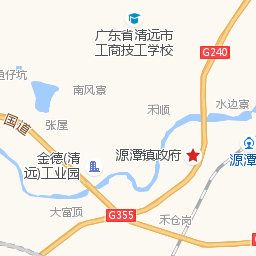 广东省清远市
工商技工学校
G240
鱼仔坑
南风寮
水边寮
禾顺
国道
张屋
金德(清
远)工业园
源潭镇政府
源潭
大富顶
G355
禾仓岗